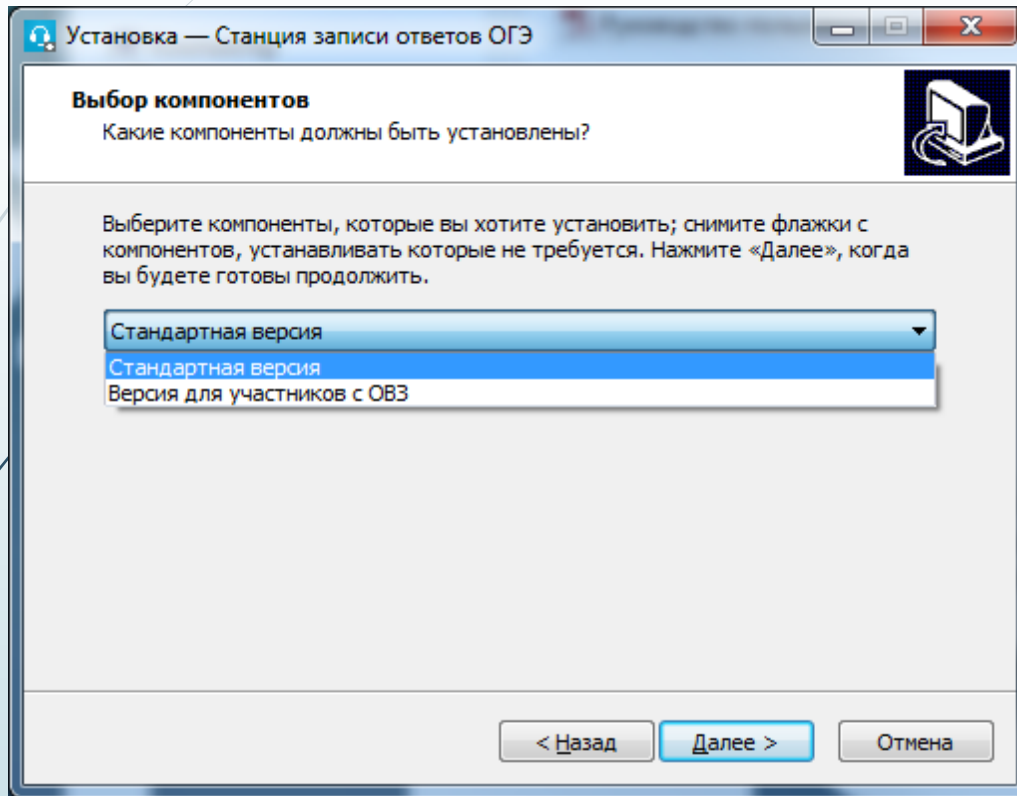 Установка — Станция записи ответов ОГЭ
Выбор компонентов
Какие компоненты должны быть установлены?
Выберите компоненты, которые вы хотите установить; снимите флажки с
компонентов, устанавливать которые не требуется. Нажмите «Далее», когда
вы будете готовы продолжить.
Стандартная версия
Стандартная версия
Версия для участников с ОВЗ
< Назад
Далее >
Отмена